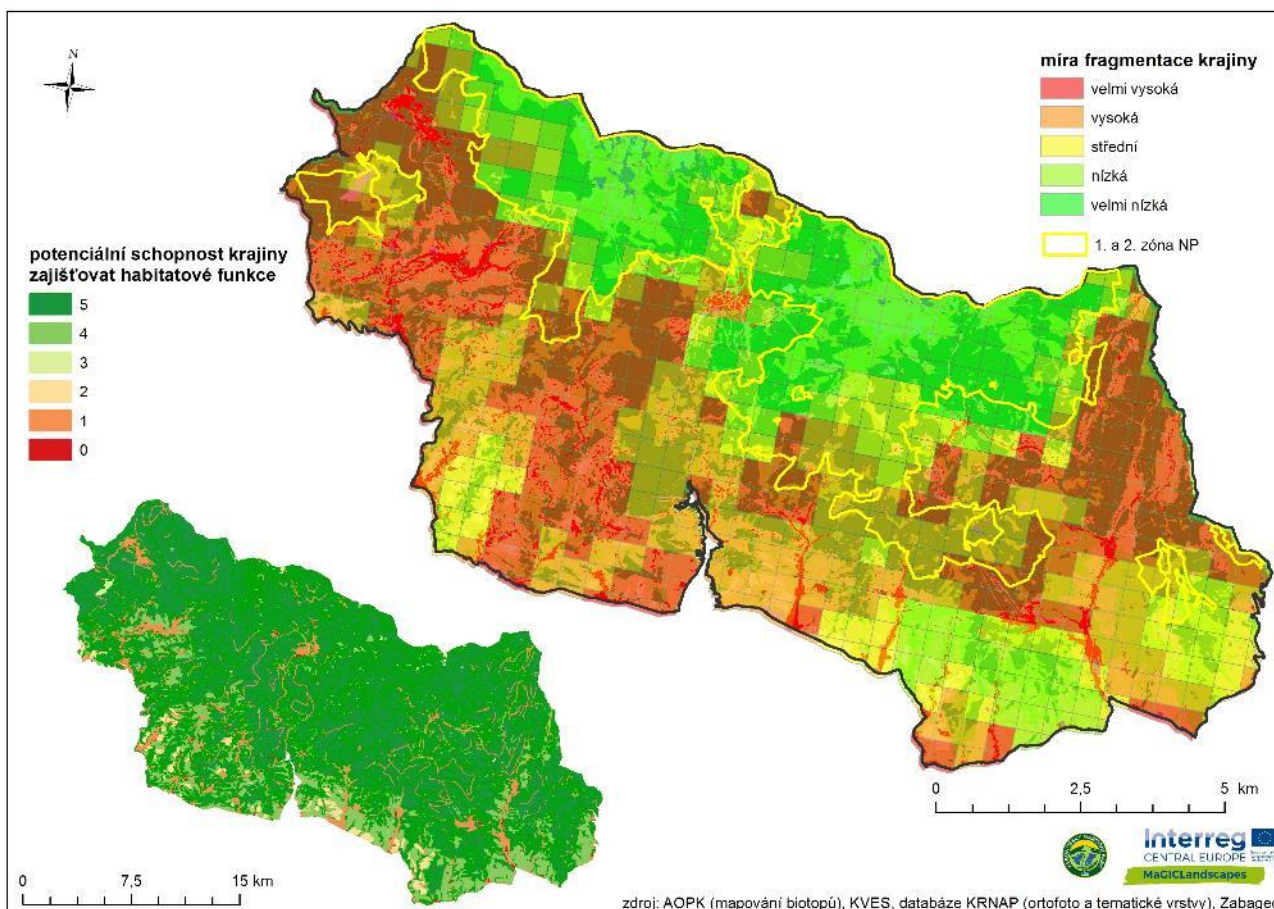 N
míra fragmentace krajiny
velmi vysoká
vysoká
střední
nízká
velmi nízká
1. a 2. zóna NP
potenciální schopnost krajiny
zajišťovat habitatové funkce
5
4
3
2
1
0
0 2,5 5 km
Interreg
CENTRAL EUROPE
MaGICLandscapes
0 7,5 15 km
zdroj: AOPK (mapování biotopů), KVES, databáze KRNAP (ortofoto a tematické vrstvy), Zabaged